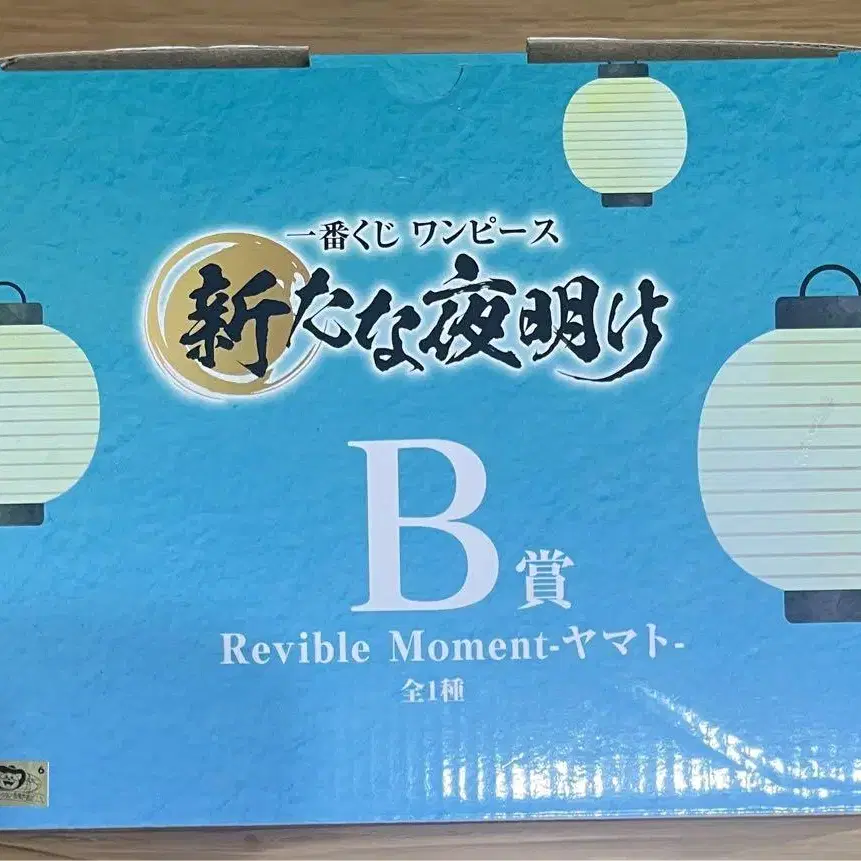 一番くじ ワンピース
新たな夜明け
B賞
Revible Moment-ヤマト-
全1種